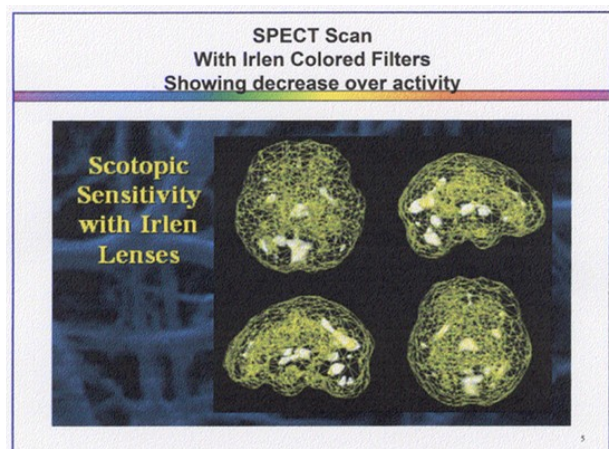 SPECT Scan
With Irlen Colored Filters
Showing decrease over activity
Scotopic
Sensitivity
with Irlen
Lenses
5